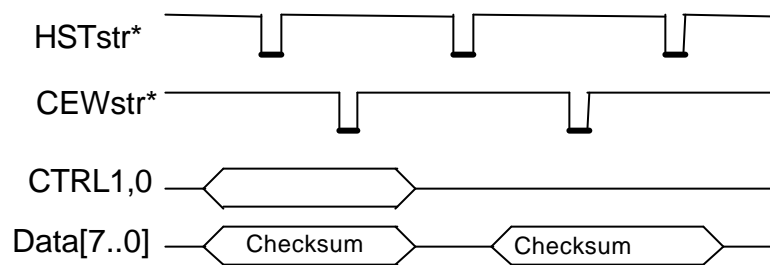 HSTstr*
CEWstr*
CTRL1,0
Data[7..0] Checksum Checksum